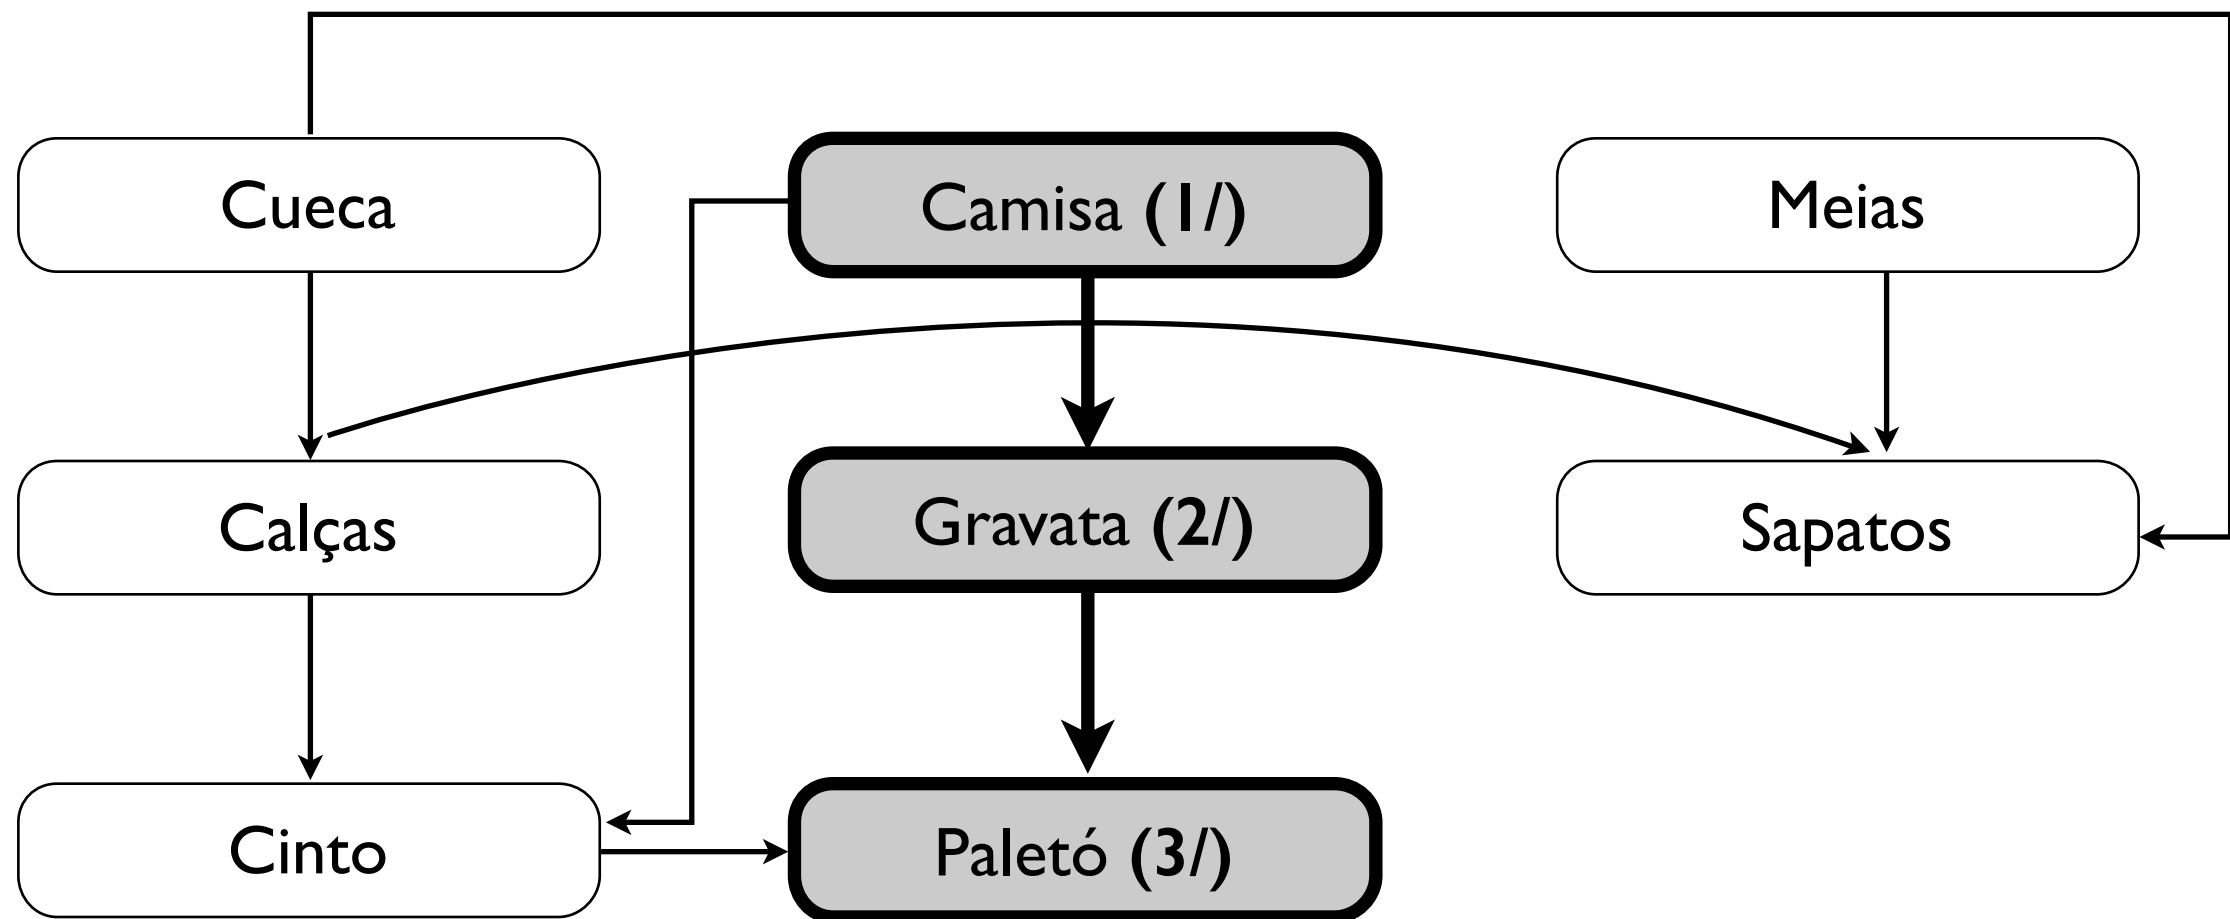 Cueca
Camisa (1/)
Meias
Calças
Gravata (2/)
Sapatos
Cinto
Paletó (3/)